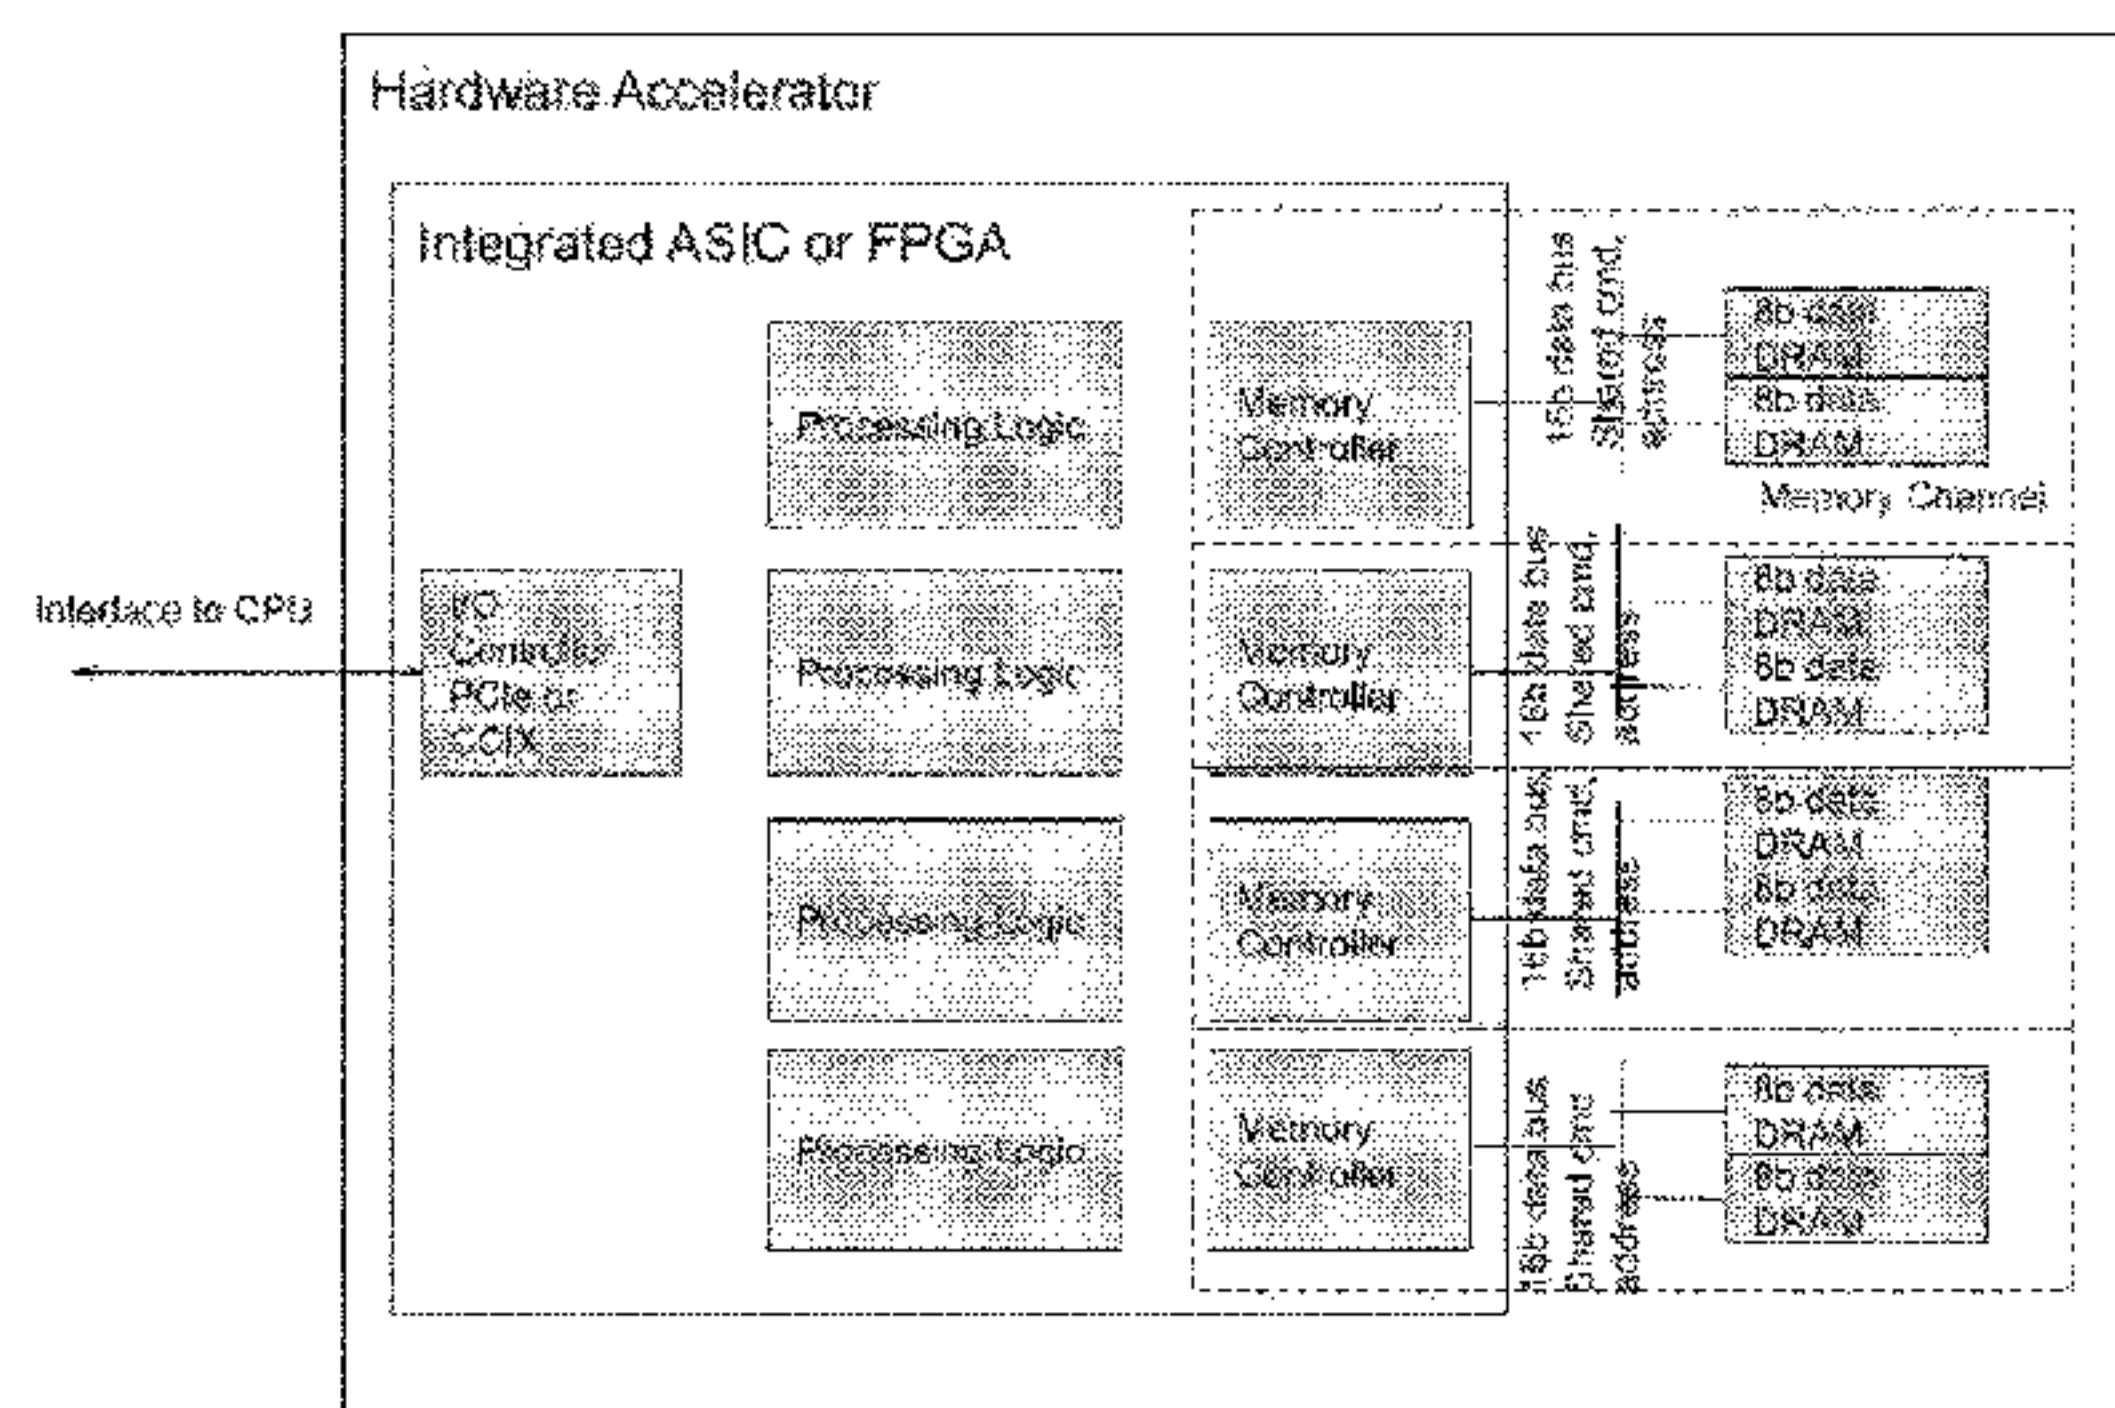 Hardware Accelerator
Integrated ASIC or FPGA
Interface to CPU
I/O
Controller
PCIe or
CCIX
Processing Logic
Processing Logic
Processing Logic
Processing Logic
Memory
Controller
Memory
Controller
Memory
Controller
Memory
Controller
16b data bus
Shared cmd,
address
16b data bus
Shared cmd,
address
16b data bus
Shared cmd,
address
16b data bus
Shared cmd
address
8b data
DRAM
8b data
DRAM
Memory Channel
8b data
DRAM
8b data
DRAM
8b data
DRAM
8b data
DRAM
8b data
DRAM
8b data
DRAM